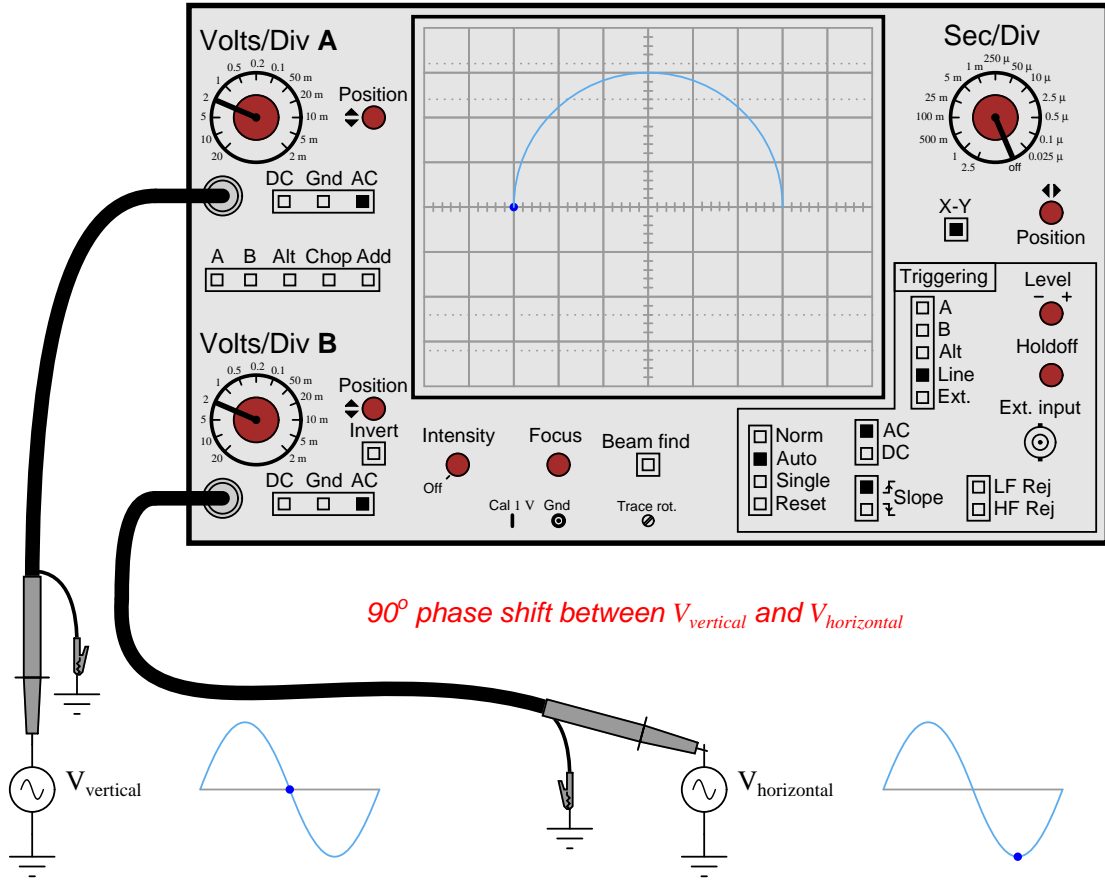 Volts/Div A
0.5 0.2 0.1
1 50 m
2 20 m
5 10 m
10 5 m
20 2 m
Position
DC Gnd AC
A B Alt Chop Add
Volts/Div B
0.5 0.2 0.1
1 50 m
2 20 m
5 10 m
10 5 m
20 2 m
Position
Invert
DC Gnd AC
Intensity
Off
Focus
Beam find
Cal 1 V Gnd
Trace rot.
Sec/Div
250 µ
1 m 50 µ
5 m 10 µ
25 m 2.5 µ
100 m 0.5 µ
500 m 0.1 µ
1 0.025 µ
2.5 off
X-Y
Position
Triggering
A
B
Alt
Line
Ext.
Level
− +
Holdoff
Ext. input
Norm
Auto
Single
Reset
AC
DC
Slope
LF Rej
HF Rej
90° phase shift between Vvertical and Vhorizontal
Vvertical
Vhorizontal